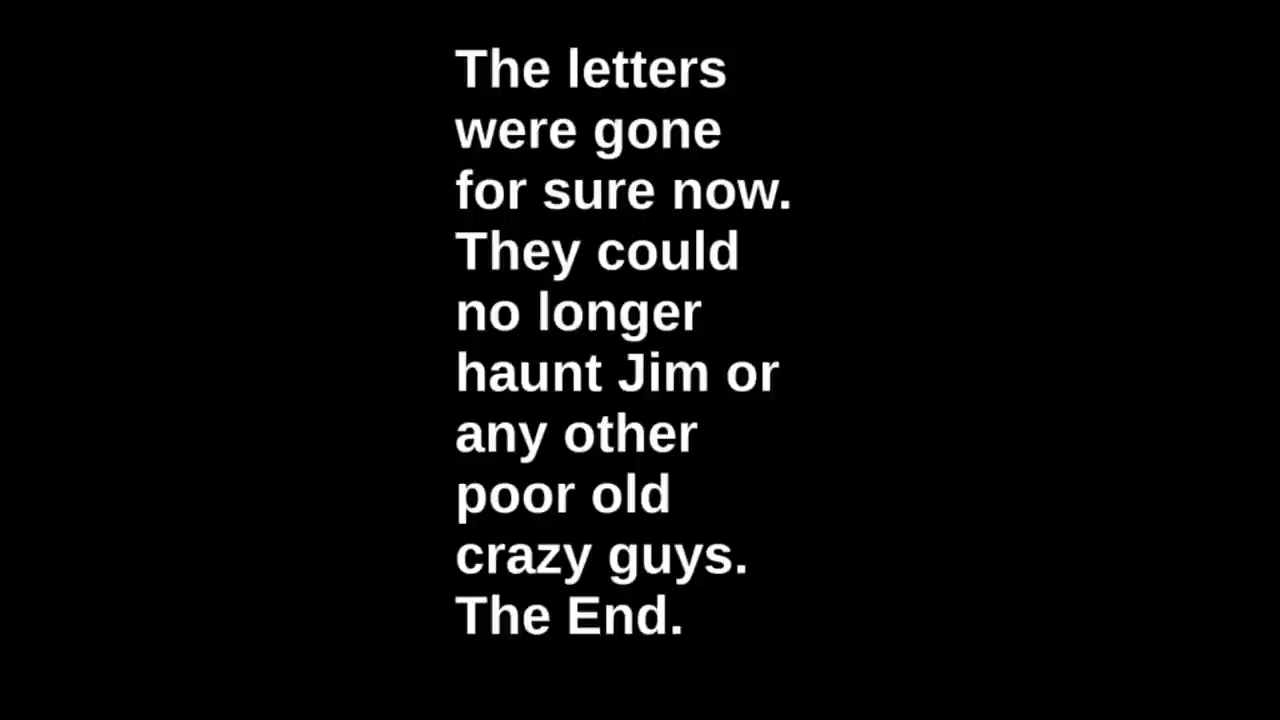 The letters
were gone
for sure now.
They could
no longer
haunt Jim or
any other
poor old
crazy guys.
The End.